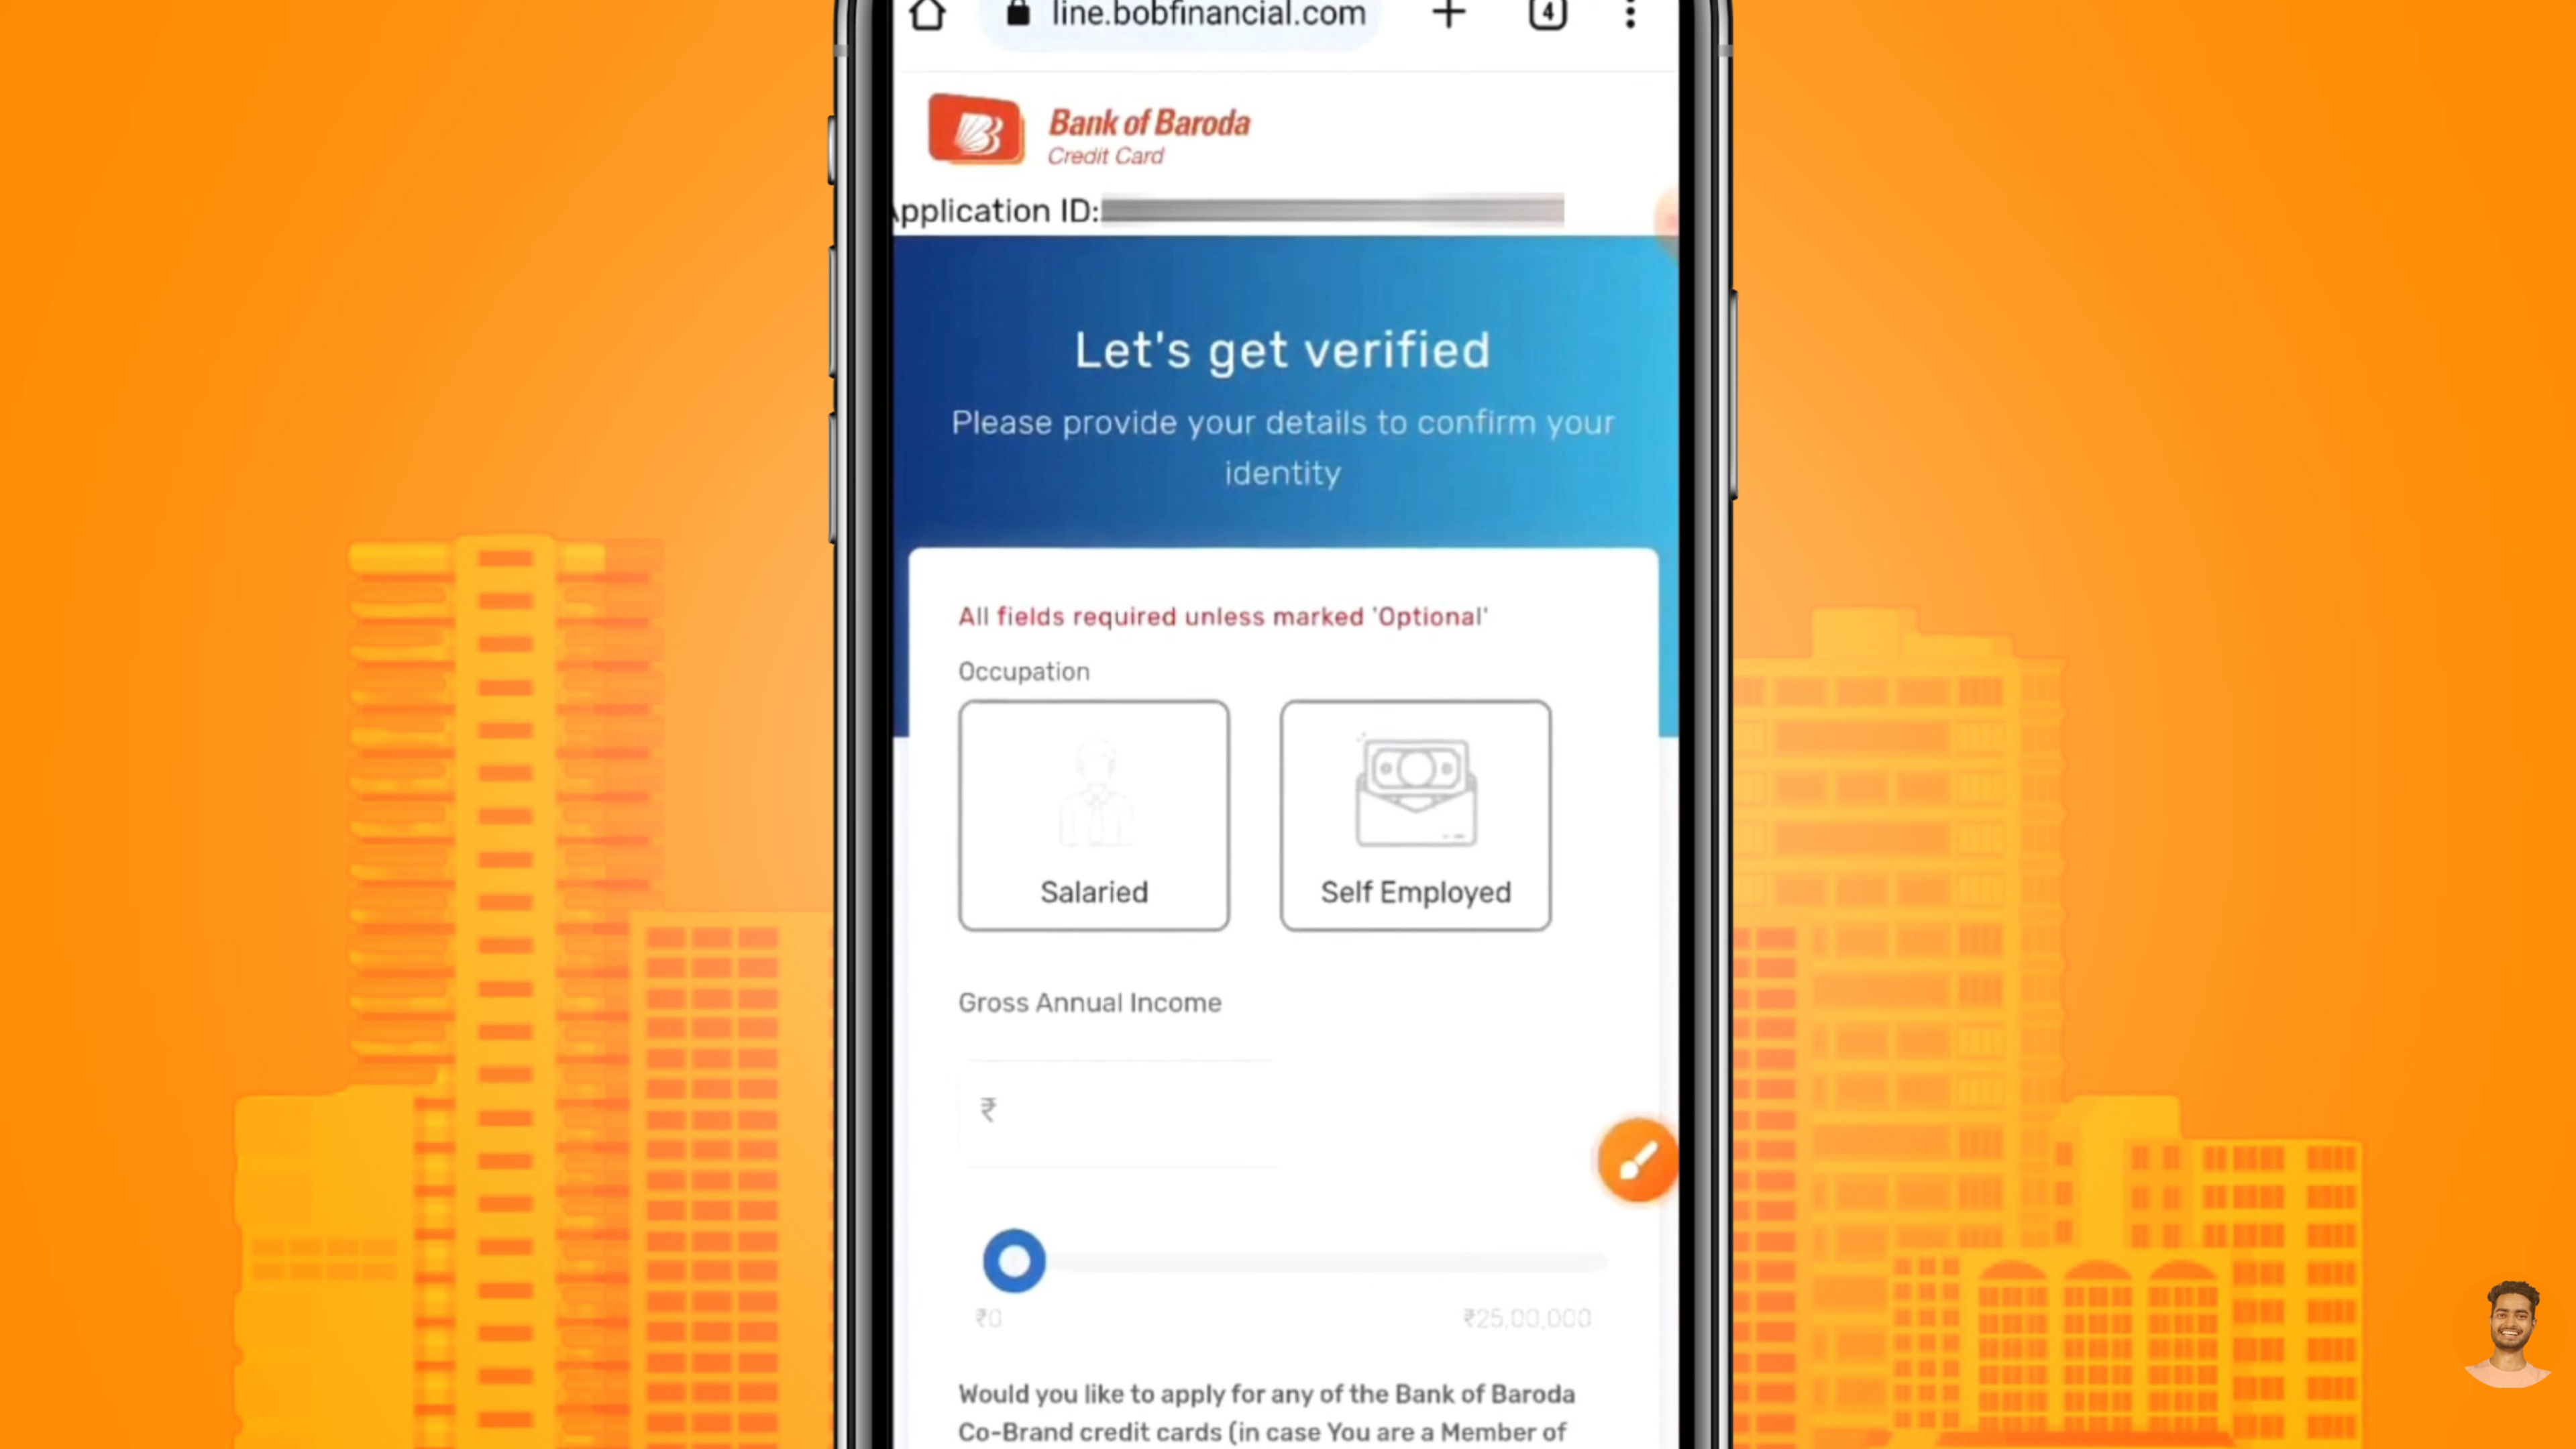 line.bobfinancial.com
4
Bank of Baroda
Credit Card
Application ID:
Let's get verified
Please provide your details to confirm your
identity
All fields required unless marked 'Optional'
Occupation
Salaried
Self Employed
Gross Annual Income
₹
₹0
₹25,00,000
Would you like to apply for any of the Bank of Baroda
Co-Brand credit cards (in case You are a Member of